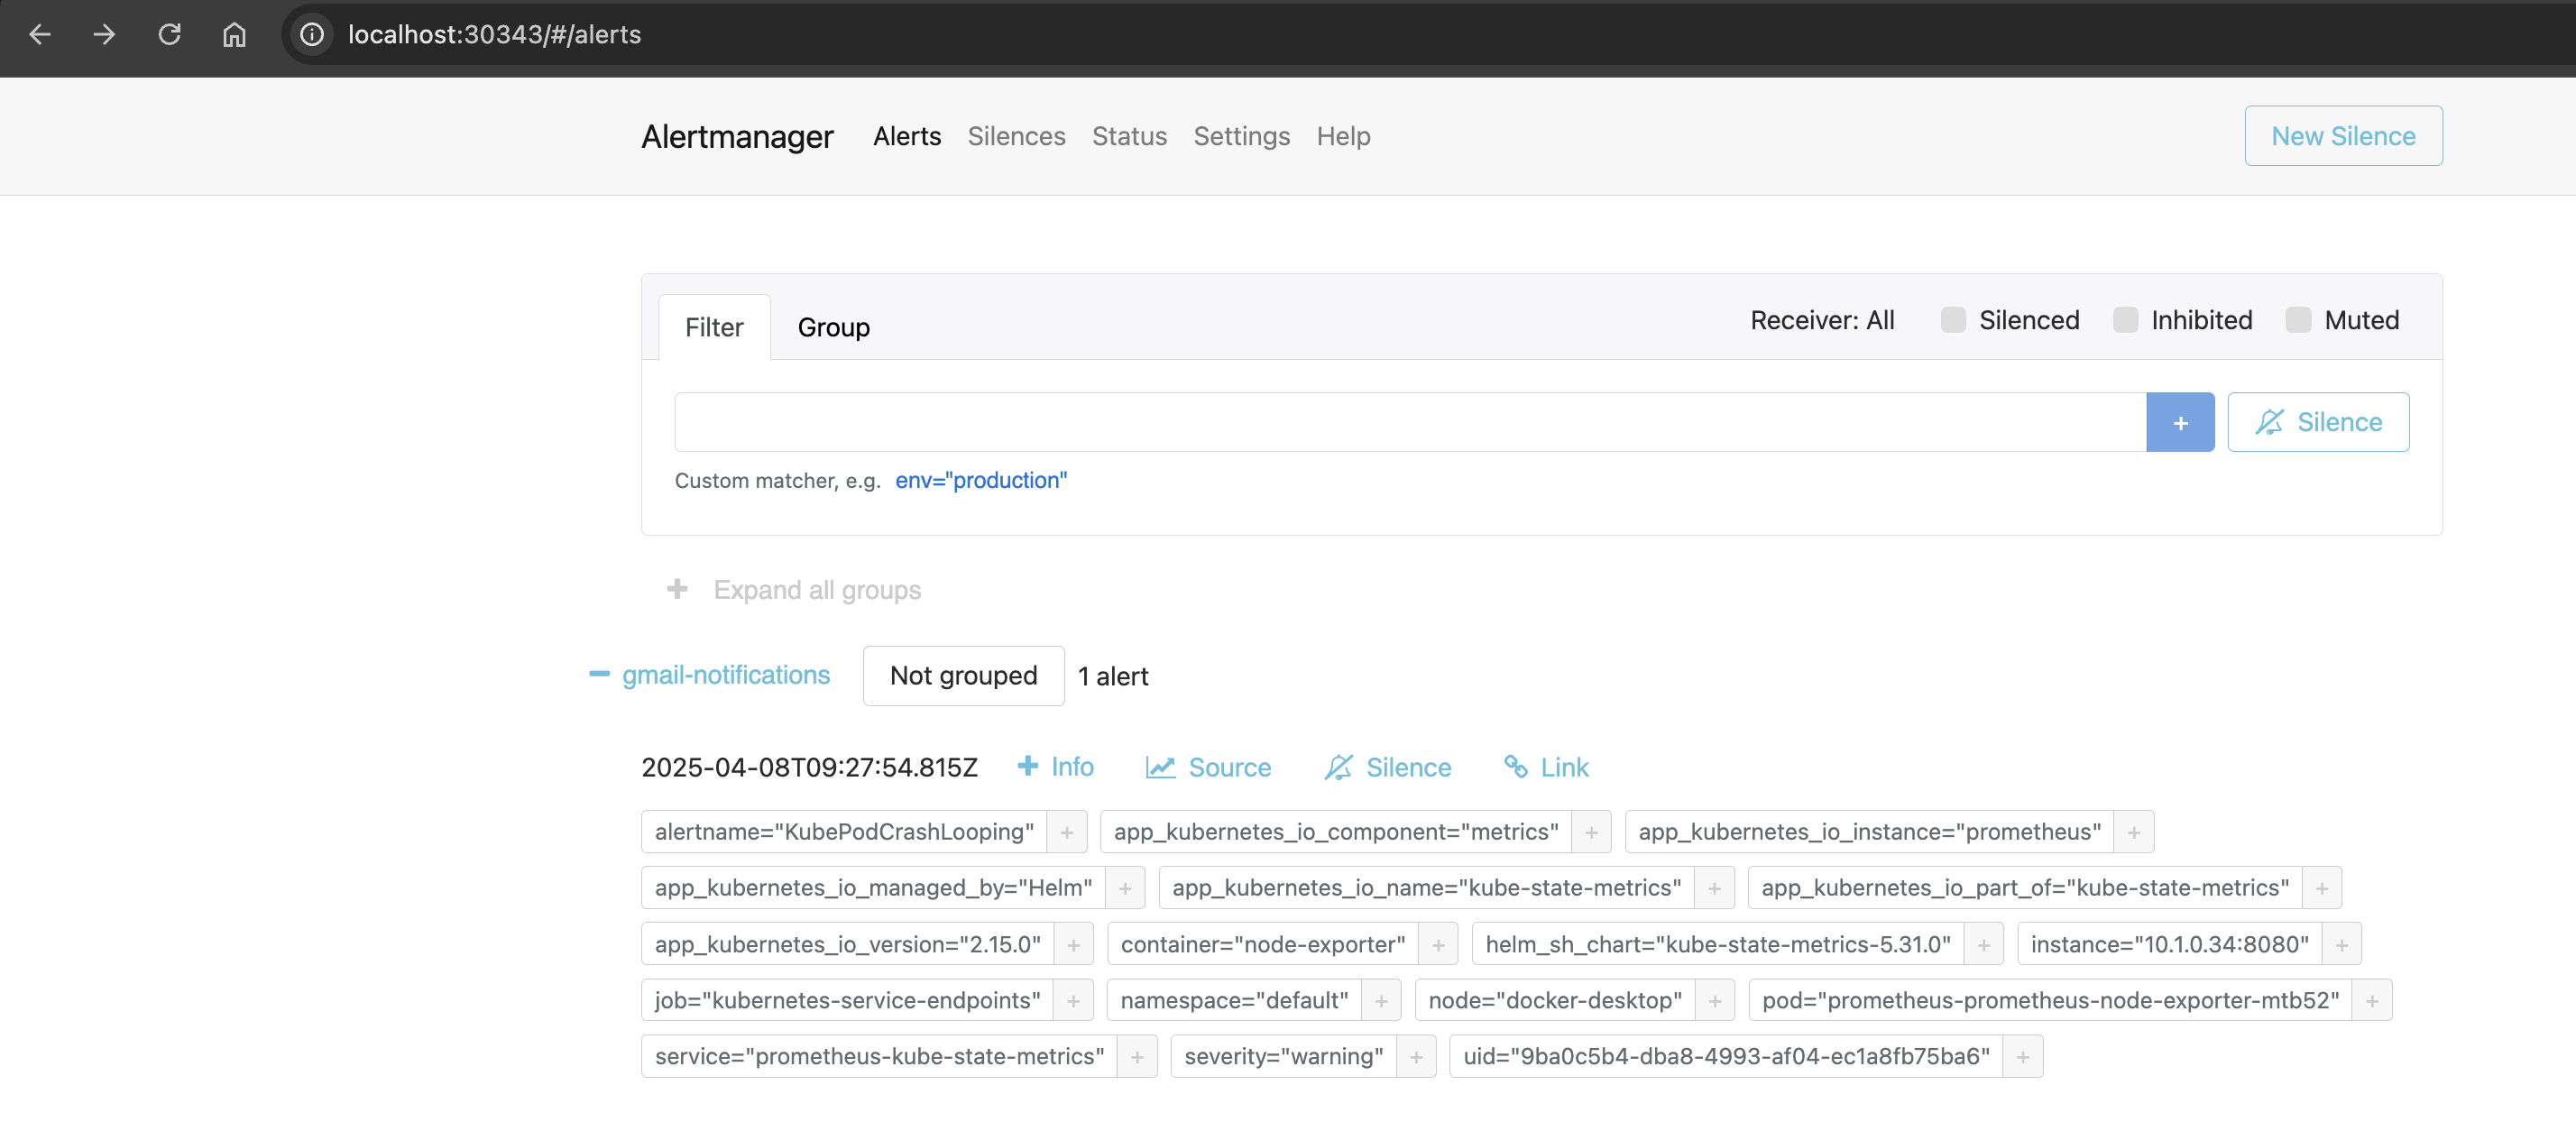 localhost:30343/#/alerts
Alertmanager Alerts Silences Status Settings Help New Silence
Filter Group Receiver: All Silenced Inhibited Muted
+ Silence
Custom matcher, e.g. env="production"
+ Expand all groups
gmail-notifications Not grouped 1 alert
2025-04-08T09:27:54.815Z + Info Source Silence Link
alertname="KubePodCrashLooping" + app_kubernetes_io_component="metrics" + app_kubernetes_io_instance="prometheus" +
app_kubernetes_io_managed_by="Helm" + app_kubernetes_io_name="kube-state-metrics" + app_kubernetes_io_part_of="kube-state-metrics" +
app_kubernetes_io_version="2.15.0" + container="node-exporter" + helm_sh_chart="kube-state-metrics-5.31.0" + instance="10.1.0.34:8080" +
job="kubernetes-service-endpoints" + namespace="default" + node="docker-desktop" + pod="prometheus-prometheus-node-exporter-mtb52" +
service="prometheus-kube-state-metrics" + severity="warning" + uid="9ba0c5b4-dba8-4993-af04-ec1a8fb75ba6" +